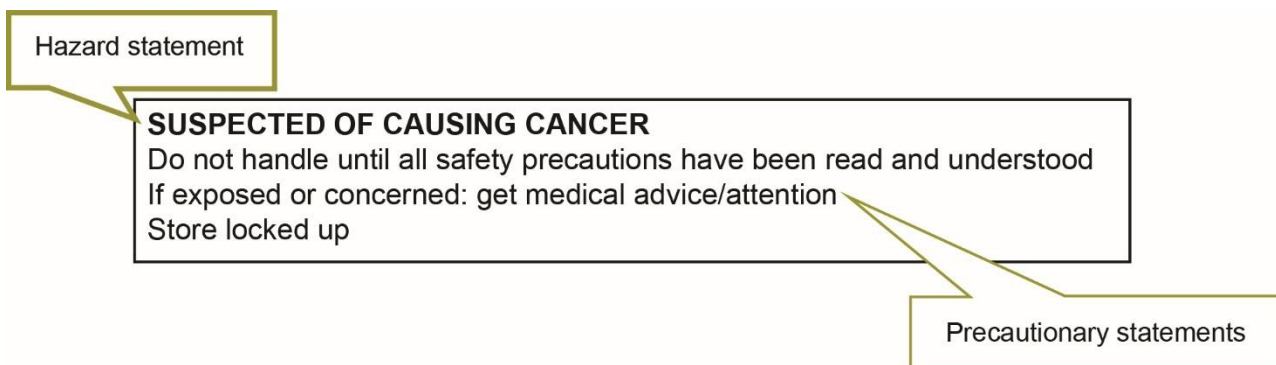 Hazard statement
SUSPECTED OF CAUSING CANCER
Do not handle until all safety precautions have been read and understood
If exposed or concerned: get medical advice/attention
Store locked up
Precautionary statements